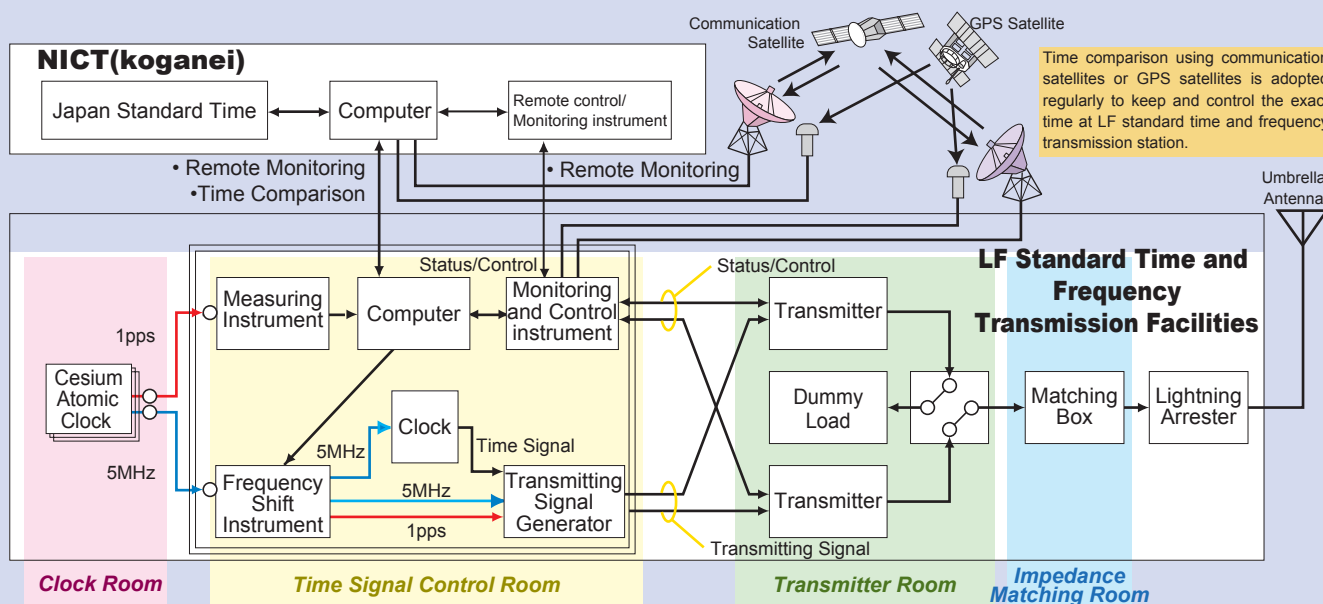 Communication
Satellite
GPS Satellite
NICT(koganei)
Japan Standard Time
Computer
Remote control/
Monitoring instrument
Time comparison using communication
satellites or GPS satellites is adopted
regularly to keep and control the exac
time at LF standard time and frequency
transmission station.
• Remote Monitoring
•Time Comparison
• Remote Monitoring
Umbrella
Antenna
Status/Control
Status/Control
LF Standard Time and
Frequency
Transmission Facilities
Measuring
Instrument
Computer
Monitoring
and Control
instrument
Transmitter
1pps
Cesium
Atomic
Clock
Clock
Dummy
Load
Matching
Box
Lightning
Arrester
5MHz
5MHz
Time Signal
Frequency
Shift
Instrument
5MHz
1pps
Transmitting
Signal
Generator
Transmitter
Transmitting Signal
Clock Room
Time Signal Control Room
Transmitter Room
Impedance
Matching Room